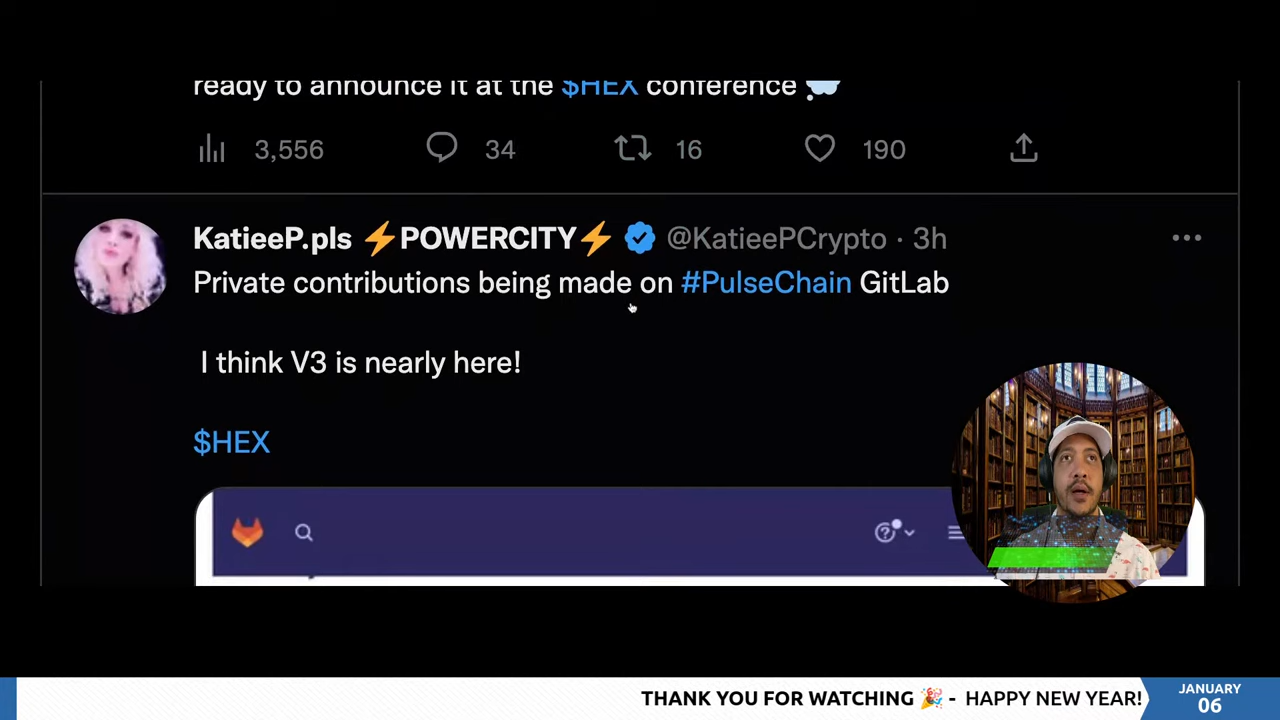 ready to announce it at the $HEX conference
3,556 34 16 190
KatieeP.pls ⚡POWERCITY⚡ @KatieePCrypto · 3h
Private contributions being made on #PulseChain GitLab
I think V3 is nearly here!
$HEX
THANK YOU FOR WATCHING 🎉 - HAPPY NEW YEAR!
JANUARY
06